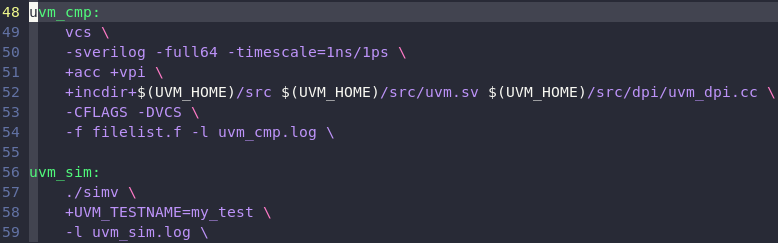 48 uvm_cmp:
49     vcs \
50     -sverilog -full64 -timescale=1ns/1ps \
51     +acc +vpi \
52     +incdir+$(UVM_HOME)/src $(UVM_HOME)/src/uvm.sv $(UVM_HOME)/src/dpi/uvm_dpi.cc \
53     -CFLAGS -DVCS \
54     -f filelist.f -l uvm_cmp.log \
55
56 uvm_sim:
57     ./simv \
58     +UVM_TESTNAME=my_test \
59     -l uvm_sim.log \